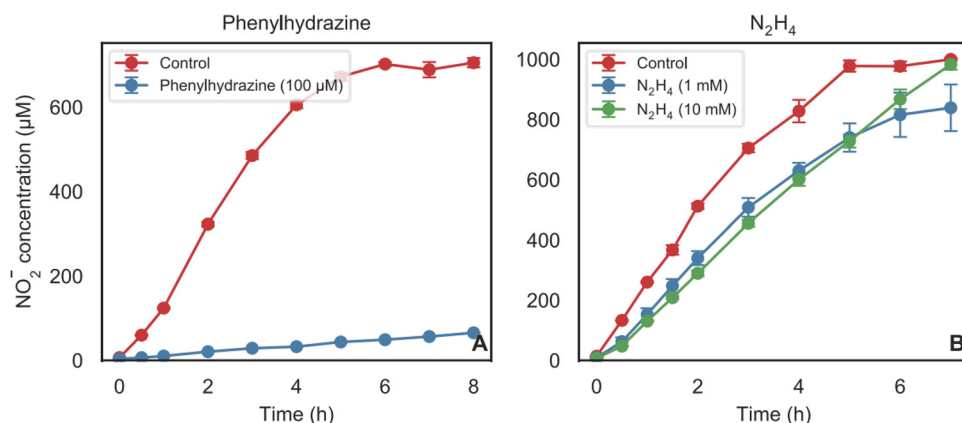 Phenylhydrazine
Control
Phenylhydrazine (100 µM)
NO₂⁻ concentration (µM)
600
400
200
0
0 2 4 6 8
A
Time (h)
N₂H₄
Control
N₂H₄ (1 mM)
N₂H₄ (10 mM)
1000
800
600
400
200
0
0 2 4 6
B
Time (h)